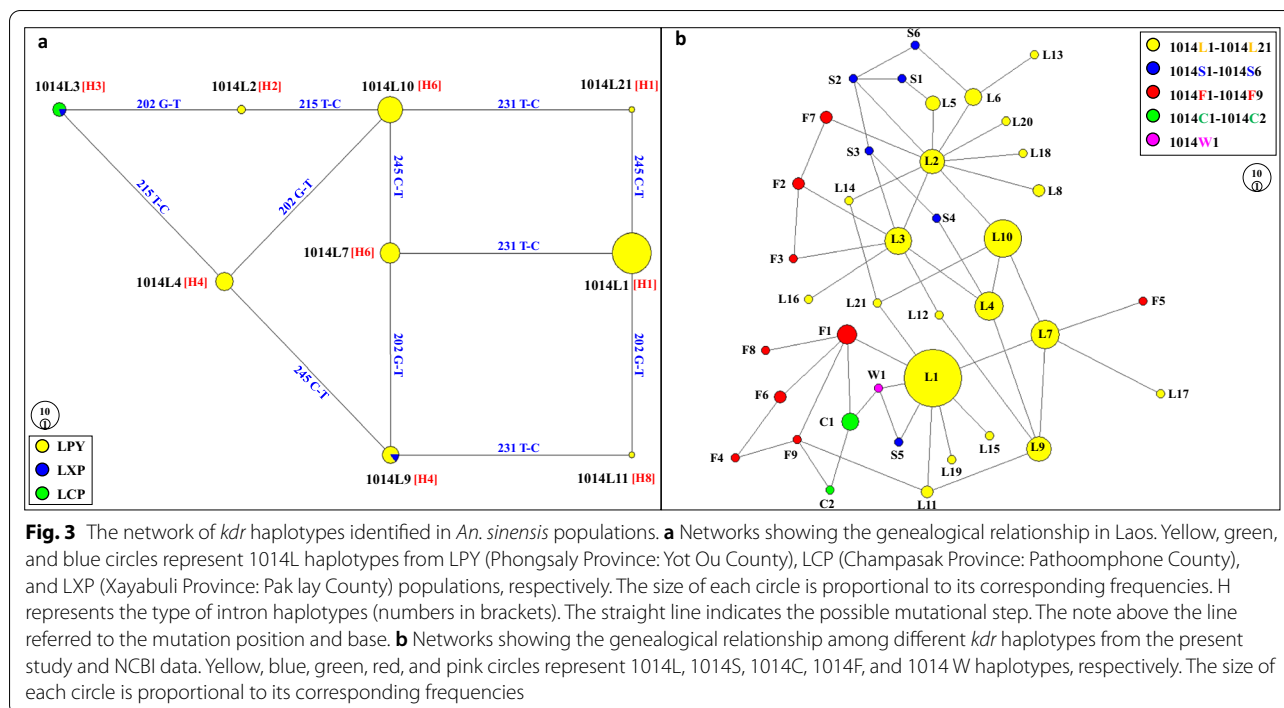 a
1014L3 [H3]
202 G-T
1014L2 [H2]
215 T-C
1014L10 [H6]
231 T-C
1014L21 [H1]
215 T-C
202 G-T
245 C-T
1014L4 [H4]
1014L7 [H6]
231 T-C
1014L1 [H1]
245 C-T
202 G-T
202 G-T
1014L9 [H4]
231 T-C
1014L11 [H8]
10
1
LPY
LXP
LCP
b
1014L1-1014L21
1014S1-1014S6
1014F1-1014F9
1014C1-1014C2
1014W1
10
1
S6
L13
S2
S1
L5
L6
F7
L20
S3
L2
L18
F2
L14
L8
S4
L3
L10
F3
L16
L21
L12
L4
F5
F1
L7
F8
W1
L1
L17
F6
C1
S5
L15
L9
F4
F9
L19
C2
L11
Fig. 3 The network of kdr haplotypes identified in An. sinensis populations. a Networks showing the genealogical relationship in Laos. Yellow, green,
and blue circles represent 1014L haplotypes from LPY (Phongsaly Province: Yot Ou County), LCP (Champasak Province: Pathoomphone County),
and LXP (Xayabuli Province: Pak lay County) populations, respectively. The size of each circle is proportional to its corresponding frequencies. H
represents the type of intron haplotypes (numbers in brackets). The straight line indicates the possible mutational step. The note above the line
referred to the mutation position and base. b Networks showing the genealogical relationship among different kdr haplotypes from the present
study and NCBI data. Yellow, blue, green, red, and pink circles represent 1014L, 1014S, 1014C, 1014F, and 1014 W haplotypes, respectively. The size of
each circle is proportional to its corresponding frequencies